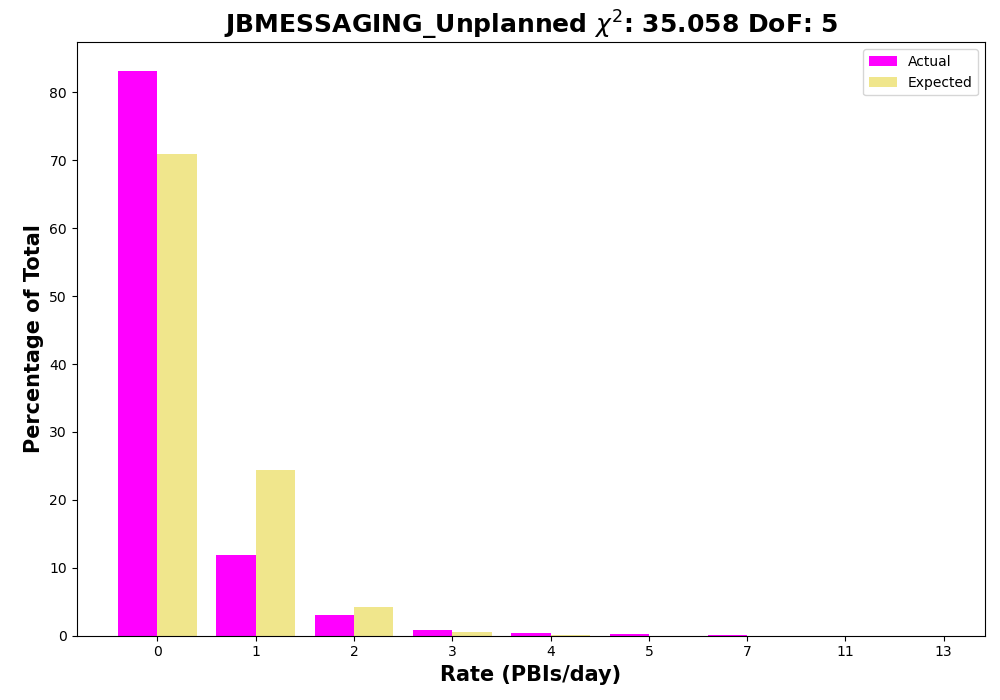 JBMESSAGING_Unplanned χ²: 35.058 DoF: 5
Actual
Expected
Percentage of Total
80
70
60
50
40
30
20
10
0
0 1 2 3 4 5 7 11 13
Rate (PBIs/day)